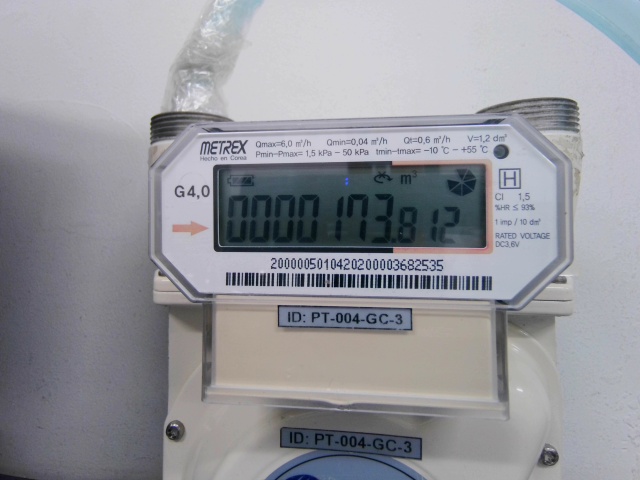 METREX Qmax=6,0 m³/h Qmin=0,04 m³/h Qt=0,6 m³/h V=1,2 dm³
Hecho en Corea Pmin-Pmax= 1,5 kPa - 50 kPa tmin-tmax= -10 °C - +55 °C
G4,0
m³
0000173.812
H
Cl 1,5
%HR ≤ 93%
1 imp / 10 dm³
RATED VOLTAGE
DC3,6V
2000005010420200003682535
ID: PT-004-GC-3
ID: PT-004-GC-3